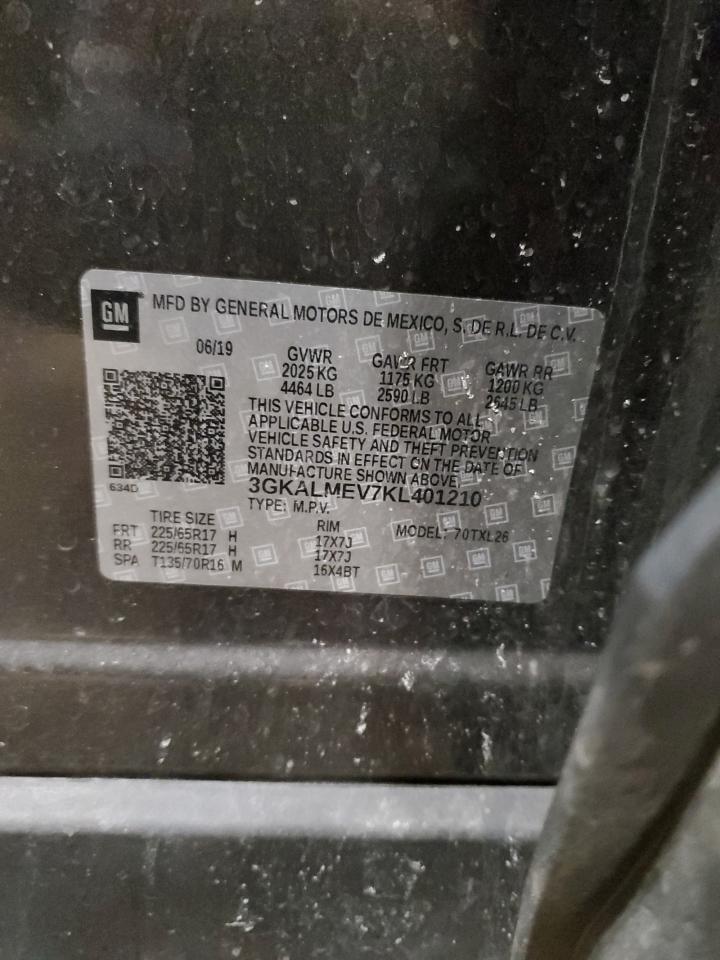 GM MFD BY GENERAL MOTORS DE MEXICO, S. DE R.L. DE C.V.
06/19 GVWR GAWR FRT GAWR RR
2025 KG 1175 KG 1200 KG
4464 LB 2590 LB 2645 LB
THIS VEHICLE CONFORMS TO ALL
APPLICABLE U.S. FEDERAL MOTOR
VEHICLE SAFETY AND THEFT PREVENTION
STANDARDS IN EFFECT ON THE DATE OF
MANUFACTURE SHOWN ABOVE.
634D
3GKALMEV7KL401210
TYPE: M.P.V.
TIRE SIZE RIM MODEL: 70TXL26
FRT 225/65R17 H 17X7J
RR 225/65R17 H 17X7J
SPA T135/70R16 M 16X4BT